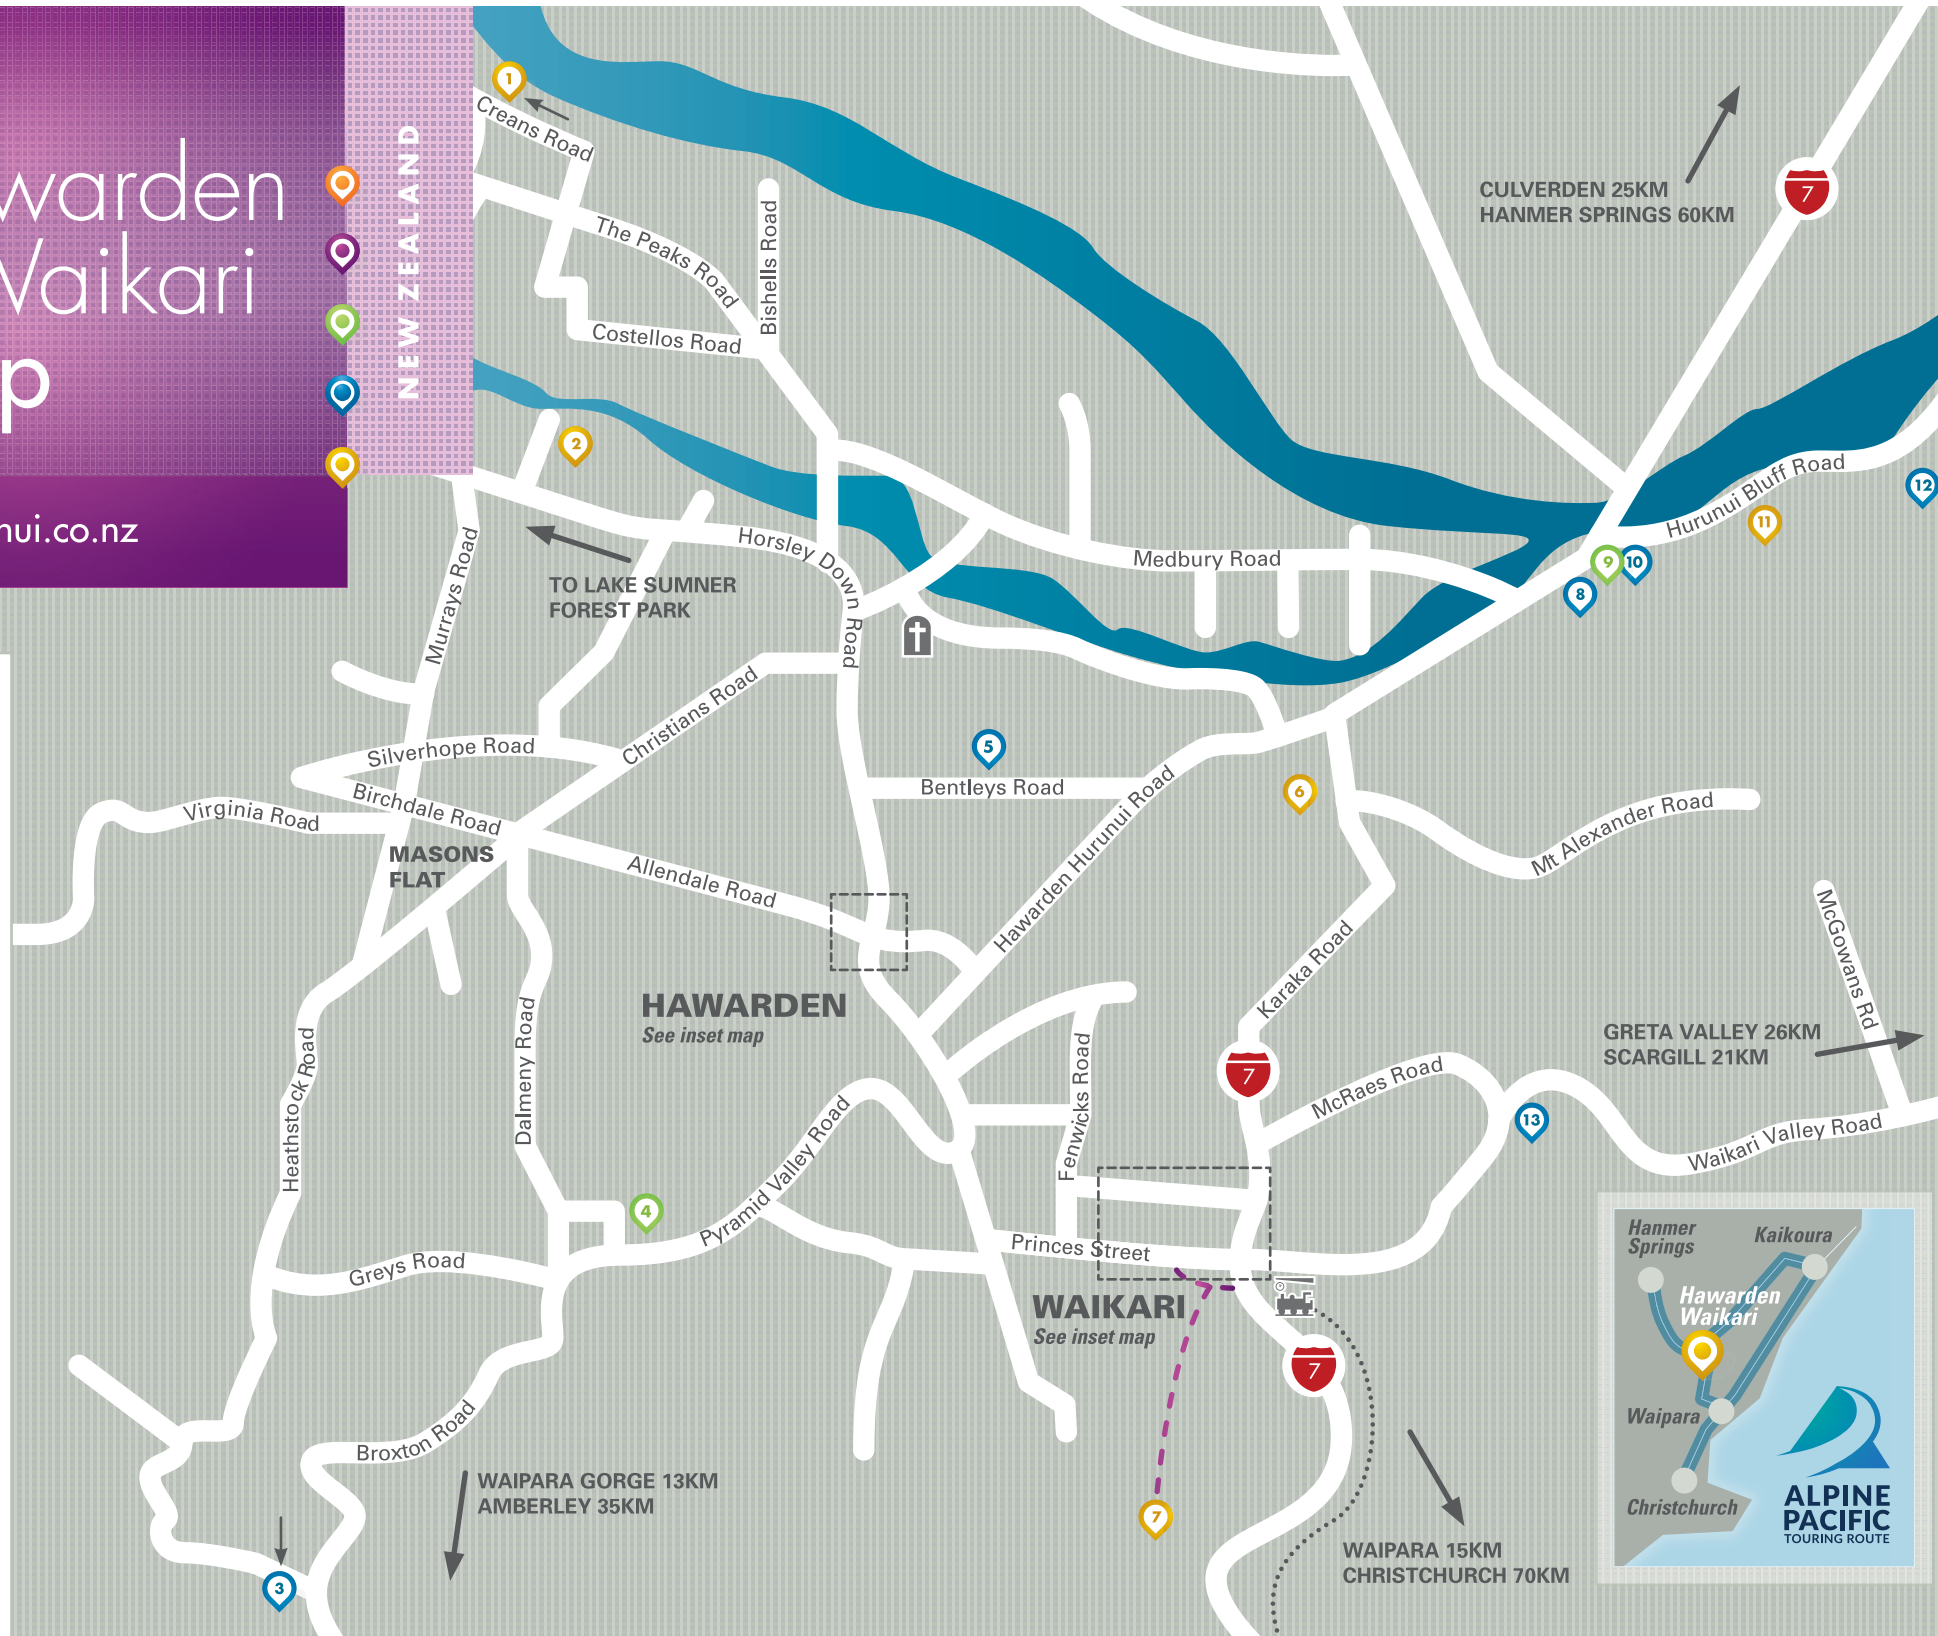 warden
Waikari
p
nui.co.nz
NEW ZEALAND
1
Creans Road
The Peaks Road
Bishells Road
Costellos Road
2
CULVERDEN 25KM
HANMER SPRINGS 60KM
7
Hurunui Bluff Road
12
11
9
10
8
Medbury Road
Horsley Down Road
TO LAKE SUMNER
FOREST PARK
Murrays Road
Christians Road
Silverhope Road
Birchdale Road
Virginia Road
MASONS
FLAT
Allendale Road
5
Bentleys Road
Hawarden Hurunui Road
6
Mt Alexander Road
McGowans Rd
Karaka Road
HAWARDEN
See inset map
GRETA VALLEY 26KM
SCARGILL 21KM
7
McRaes Road
13
Waikari Valley Road
Heathstock Road
Dalmeny Road
Fenwicks Road
Pyramid Valley Road
4
Greys Road
Princes Street
WAIKARI
See inset map
7
Broxton Road
WAIPARA GORGE 13KM
AMBERLEY 35KM
3
7
WAIPARA 15KM
CHRISTCHURCH 70KM
Hanmer
Springs
Kaikoura
Hawarden
Waikari
Waipara
Christchurch
ALPINE
PACIFIC
TOURING ROUTE